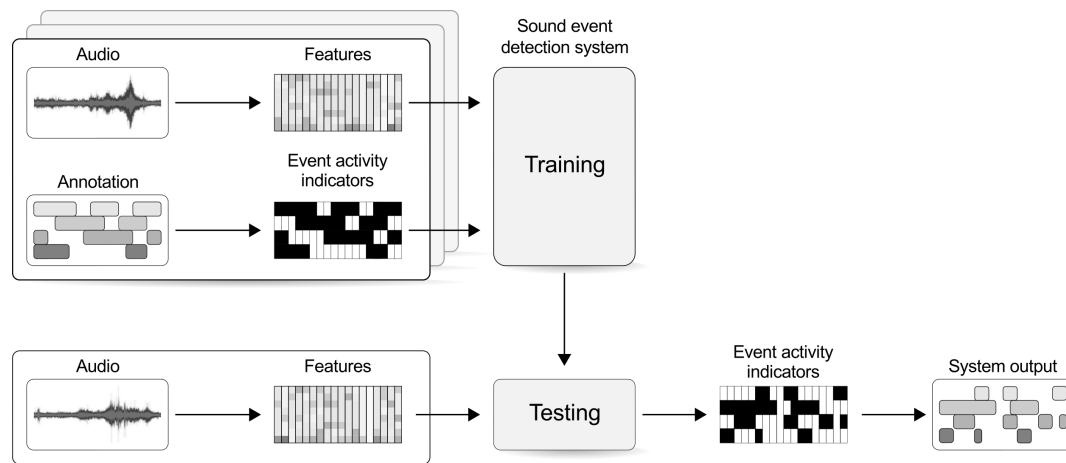 Audio
Features
Sound event
detection system
Training
Annotation
Event activity
indicators
Audio
Features
Testing
Event activity
indicators
System output